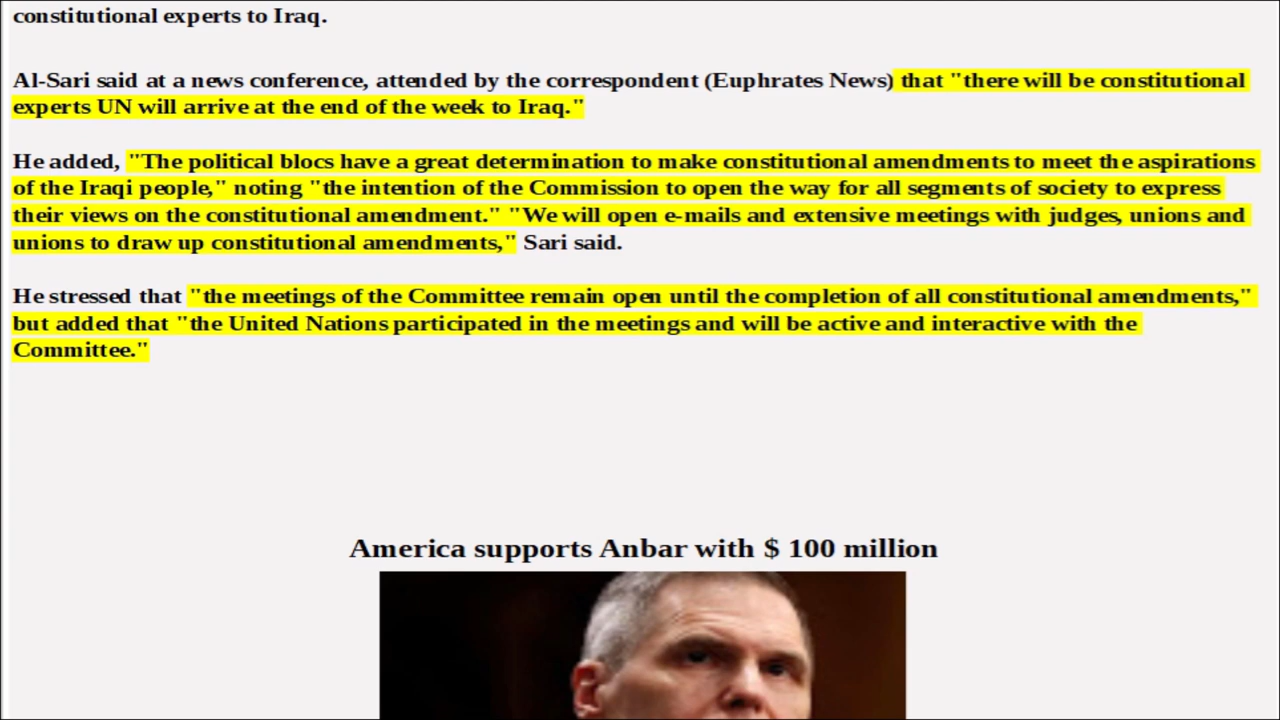 constitutional experts to Iraq.
Al-Sari said at a news conference, attended by the correspondent (Euphrates News) that "there will be constitutional
experts UN will arrive at the end of the week to Iraq."
He added, "The political blocs have a great determination to make constitutional amendments to meet the aspirations
of the Iraqi people," noting "the intention of the Commission to open the way for all segments of society to express
their views on the constitutional amendment." "We will open e-mails and extensive meetings with judges, unions and
unions to draw up constitutional amendments," Sari said.
He stressed that "the meetings of the Committee remain open until the completion of all constitutional amendments,"
but added that "the United Nations participated in the meetings and will be active and interactive with the
Committee."
America supports Anbar with $ 100 million